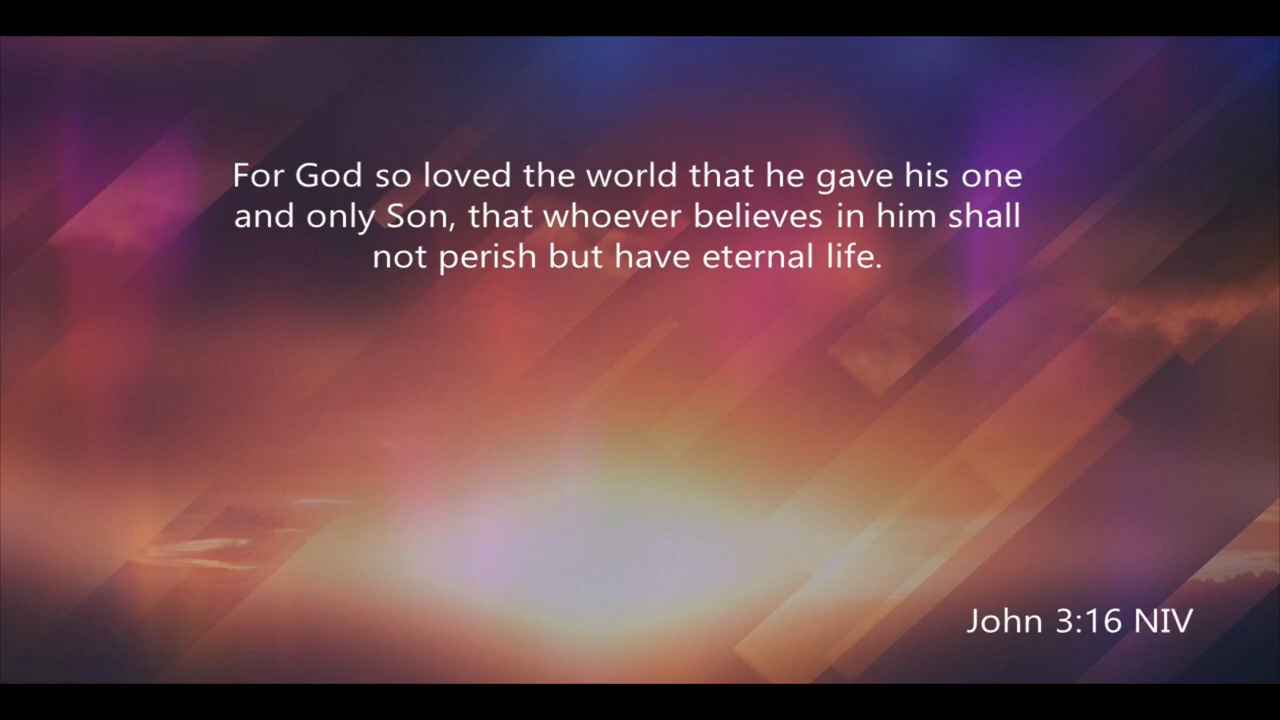 For God so loved the world that he gave his one
and only Son, that whoever believes in him shall
not perish but have eternal life.
John 3:16 NIV